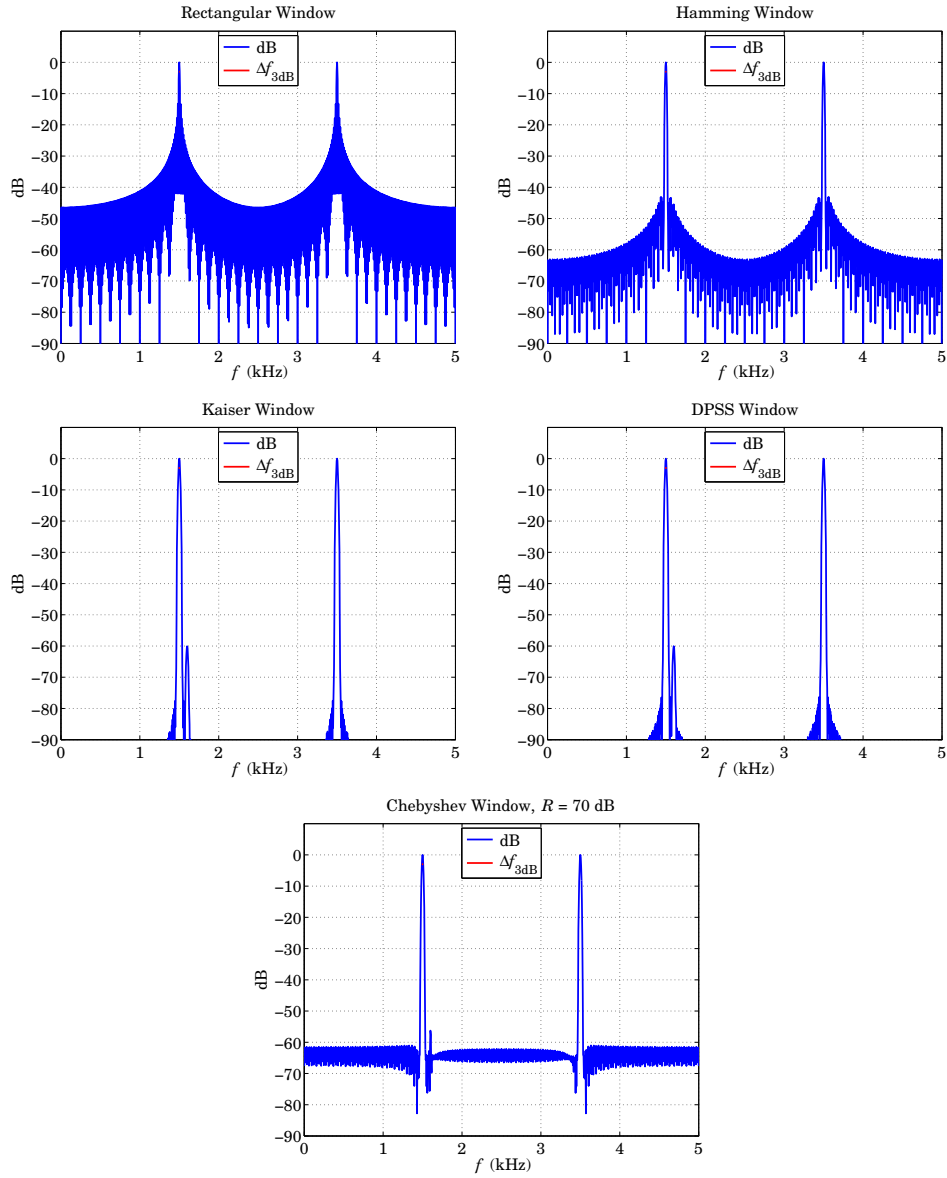 Rectangular Window
dB
Δf3dB
0
−10
−20
−30
−40
−50
−60
−70
−80
−90
dB
0 1 2 3 4 5
f (kHz)
Hamming Window
dB
Δf3dB
0
−10
−20
−30
−40
−50
−60
−70
−80
−90
dB
0 1 2 3 4 5
f (kHz)
Kaiser Window
dB
Δf3dB
0
−10
−20
−30
−40
−50
−60
−70
−80
−90
dB
0 1 2 3 4 5
f (kHz)
DPSS Window
dB
Δf3dB
0
−10
−20
−30
−40
−50
−60
−70
−80
−90
dB
0 1 2 3 4 5
f (kHz)
Chebyshev Window, R = 70 dB
dB
Δf3dB
0
−10
−20
−30
−40
−50
−60
−70
−80
−90
dB
0 1 2 3 4 5
f (kHz)